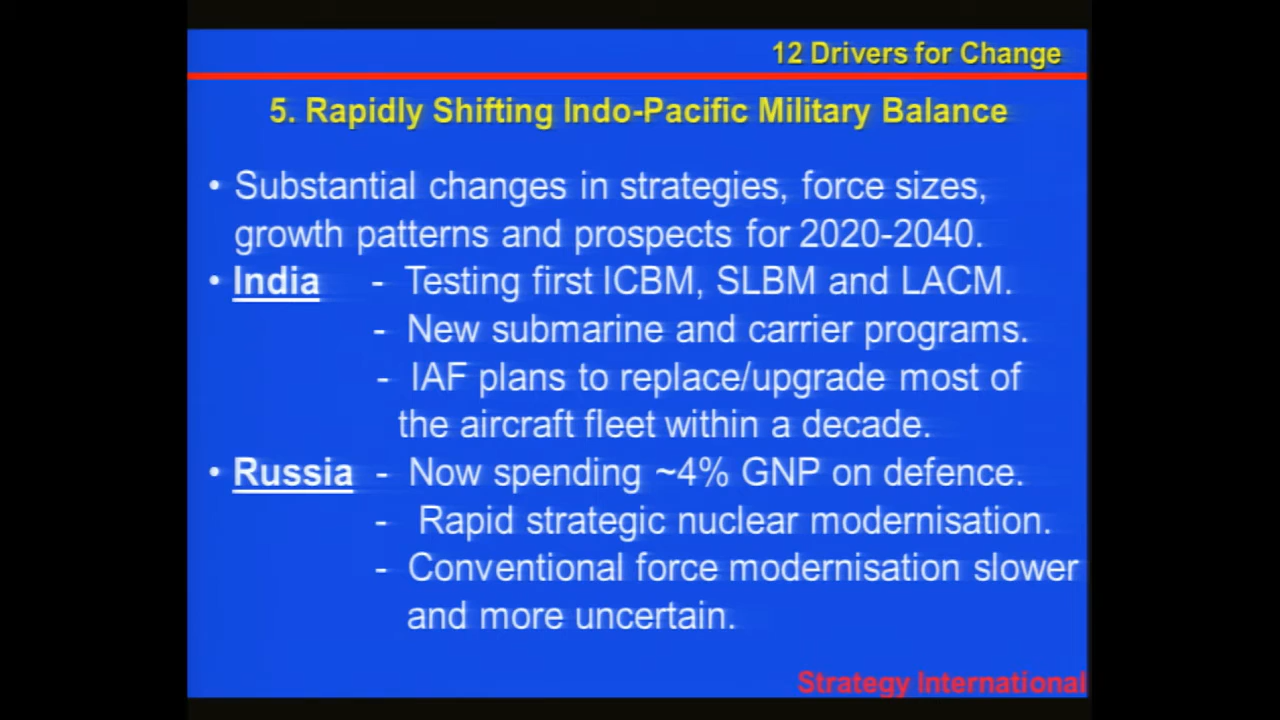 12 Drivers for Change
5. Rapidly Shifting Indo-Pacific Military Balance
• Substantial changes in strategies, force sizes,
growth patterns and prospects for 2020-2040.
• India - Testing first ICBM, SLBM and LACM.
- New submarine and carrier programs.
- IAF plans to replace/upgrade most of
the aircraft fleet within a decade.
• Russia - Now spending ~4% GNP on defence.
- Rapid strategic nuclear modernisation.
- Conventional force modernisation slower
and more uncertain.
Strategy International